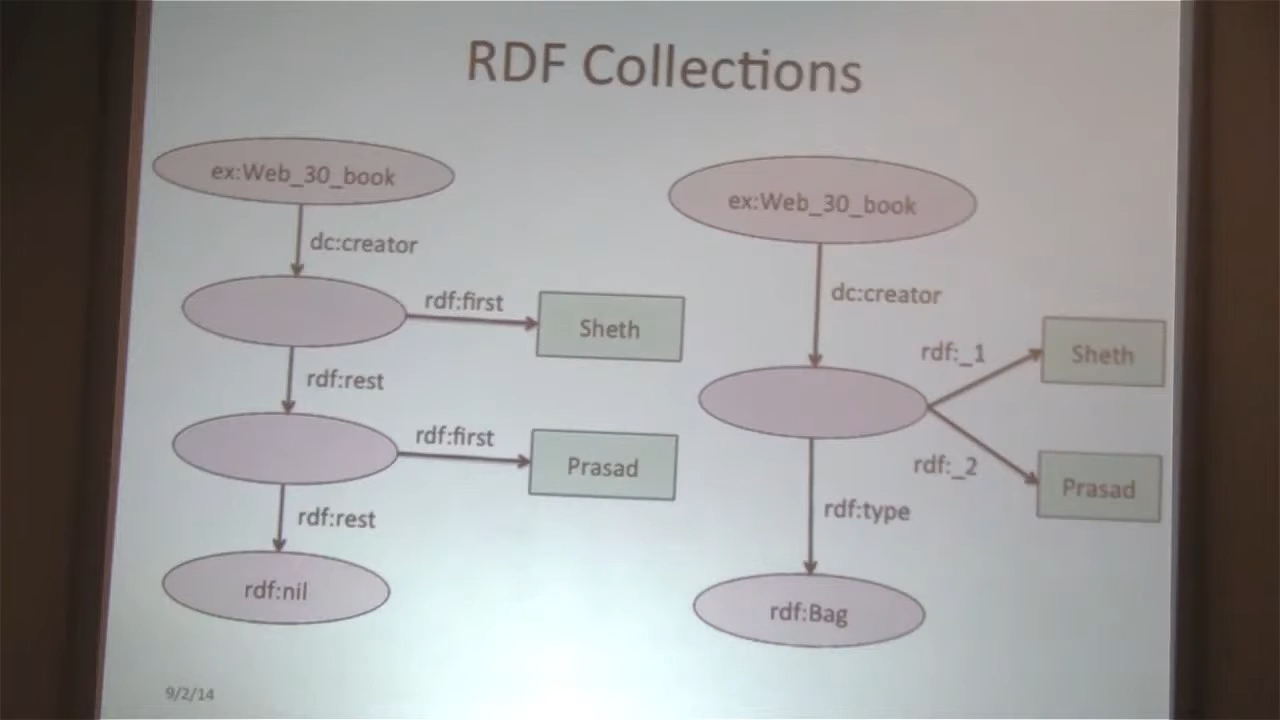 RDF Collections
ex:Web_30_book
dc:creator
rdf:first
Sheth
rdf:rest
rdf:first
Prasad
rdf:rest
rdf:nil
ex:Web_30_book
dc:creator
rdf:_1
Sheth
rdf:_2
Prasad
rdf:type
rdf:Bag
9/2/14